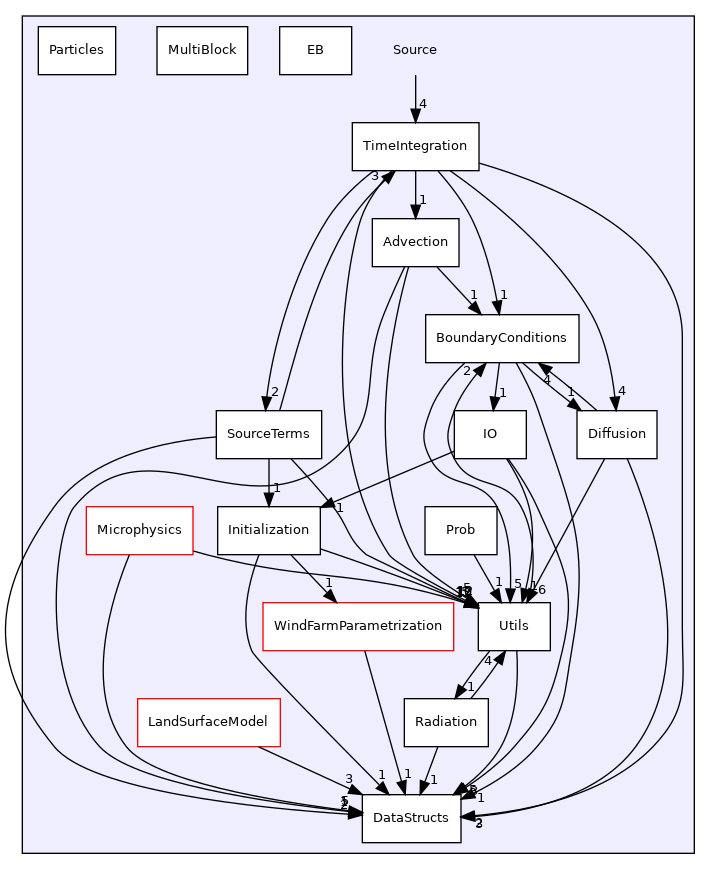 Particles
MultiBlock
EB
Source
4
TimeIntegration
3
1
Advection
1
1
BoundaryConditions
2
4
1
4
2
1
SourceTerms
IO
Diffusion
1
1
Microphysics
Initialization
Prob
1
5
1
5
1
6
WindFarmParametrization
Utils
4
1
LandSurfaceModel
Radiation
3
1
1
1
1
DataStructs